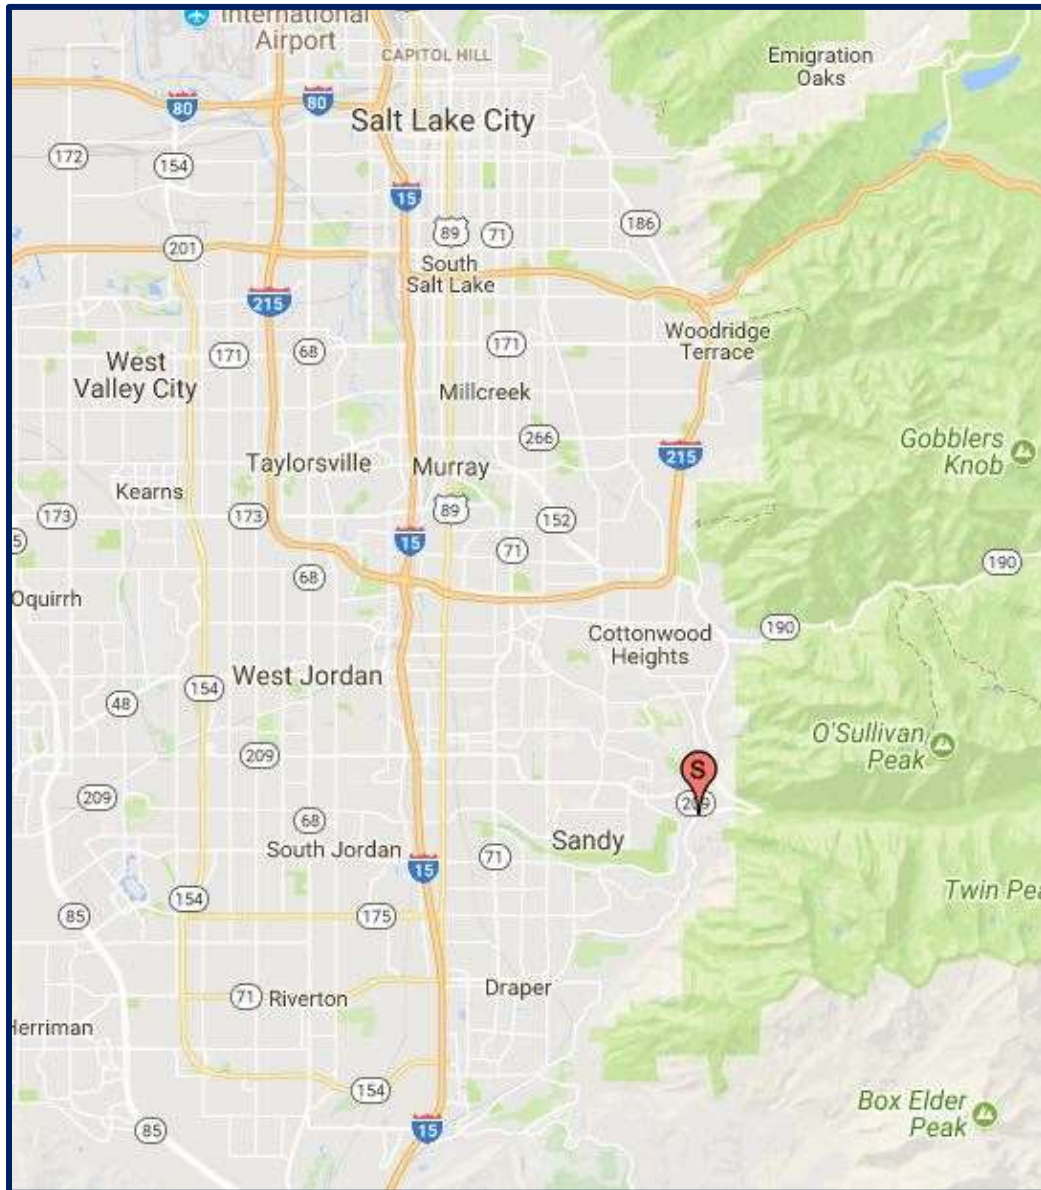 International
Airport
CAPITOL HILL
Emigration
Oaks
80
80
Salt Lake City
172
154
15
186
89
71
201
South
Salt Lake
215
Woodridge
Terrace
171
68
171
West
Valley City
Millcreek
266
Gobblers
Knob
215
Taylorsville
Murray
Kearns
173
173
89
152
15
71
5
190
68
Oquirrh
190
Cottonwood
Heights
West Jordan
154
48
O'Sullivan
Peak
209
S
209
209
68
Sandy
South Jordan
71
15
Twin Pea
154
85
175
Draper
71
Riverton
Herriman
154
Box Elder
Peak
85
15